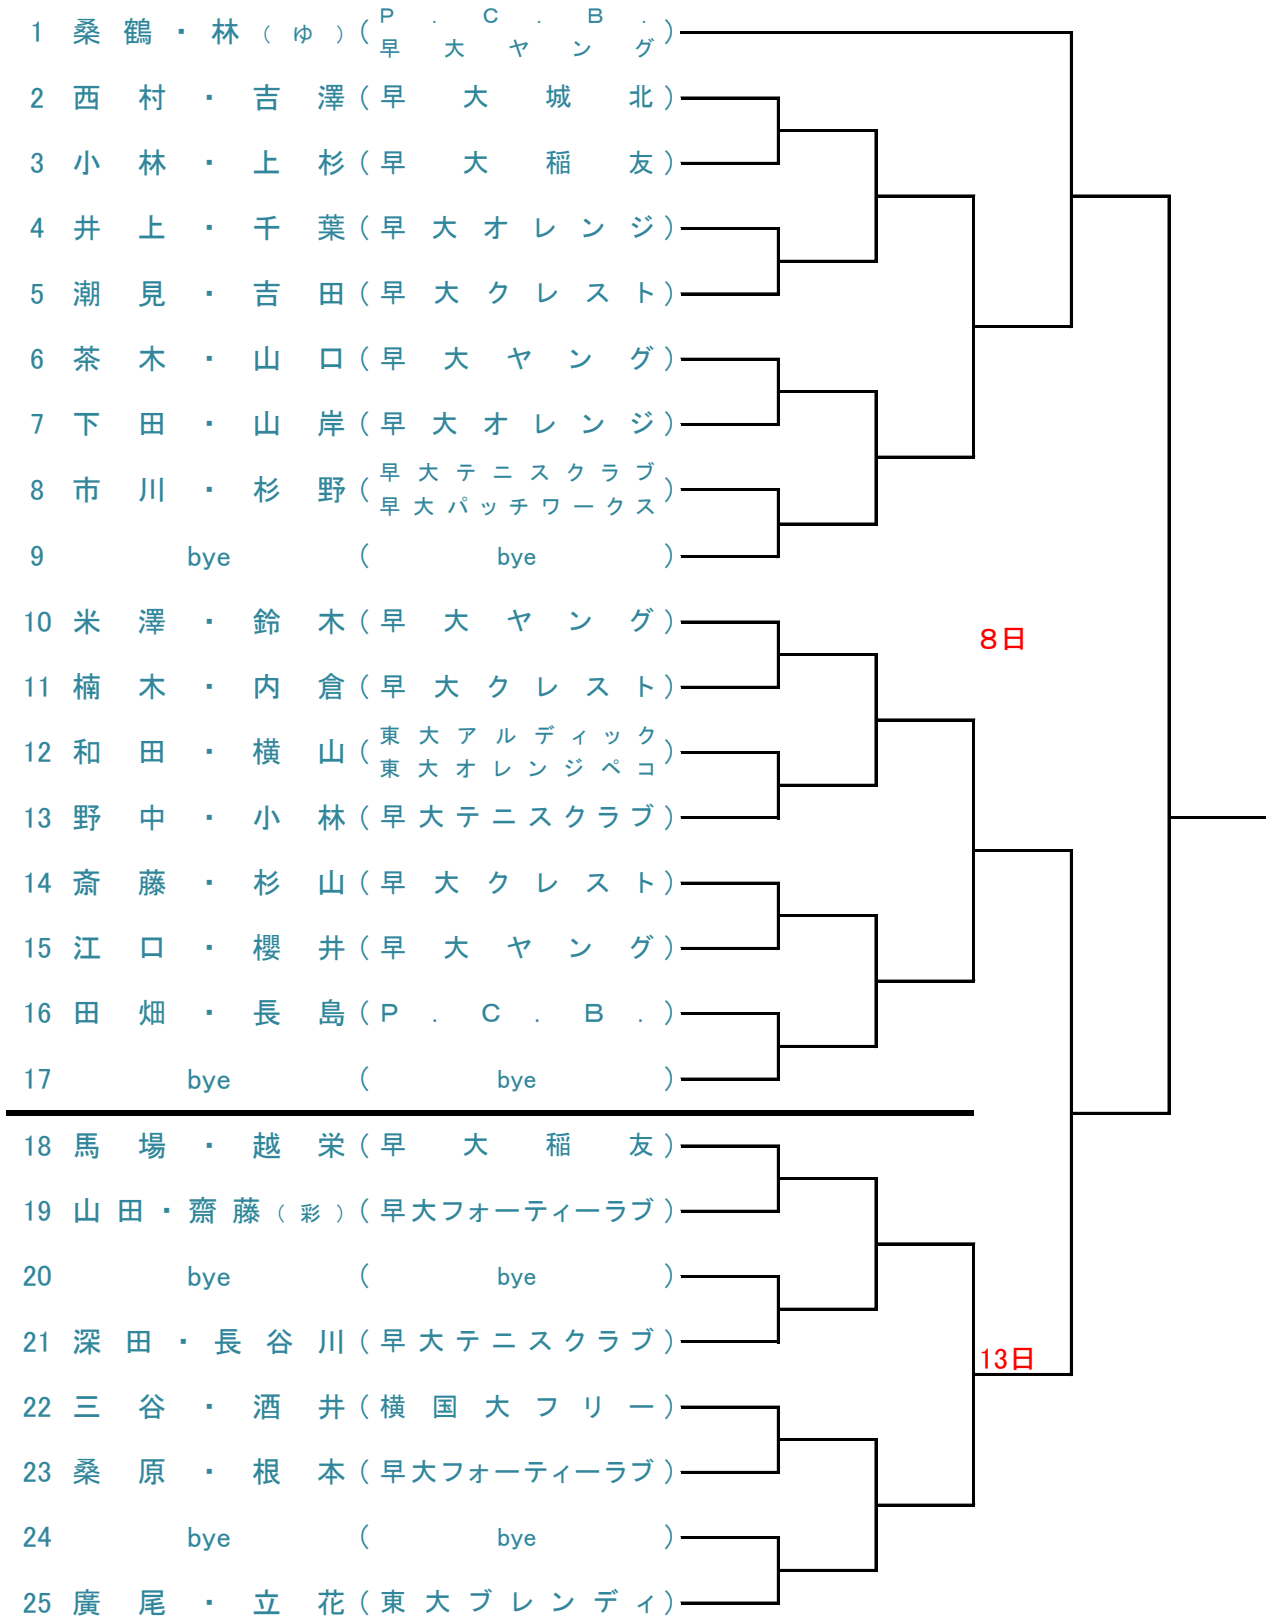 1 桑鶴・林（ゆ）(P.C.B. 早大ヤング)
2 西村・吉澤(早大城北)
3 小林・上杉(早大稲友)
4 井上・千葉(早大オレンジ)
5 潮見・吉田(早大クレスト)
6 茶木・山口(早大ヤング)
7 下田・山岸(早大オレンジ)
8 市川・杉野(早大テニスクラブ 早大パッチワークス)
9 bye ( bye )
10 米澤・鈴木(早大ヤング)
8日
11 楠木・内倉(早大クレスト)
12 和田・横山(東大アルディック 東大オレンジペコ)
13 野中・小林(早大テニスクラブ)
14 斎藤・杉山(早大クレスト)
15 江口・櫻井(早大ヤング)
16 田畑・長島(P.C.B.)
17 bye ( bye )
18 馬場・越栄(早大稲友)
19 山田・齋藤（彩）(早大フォーティーラブ)
20 bye ( bye )
21 深田・長谷川(早大テニスクラブ)
13日
22 三谷・酒井(横国大フリー)
23 桑原・根本(早大フォーティーラブ)
24 bye ( bye )
25 廣尾・立花(東大ブレンディ)